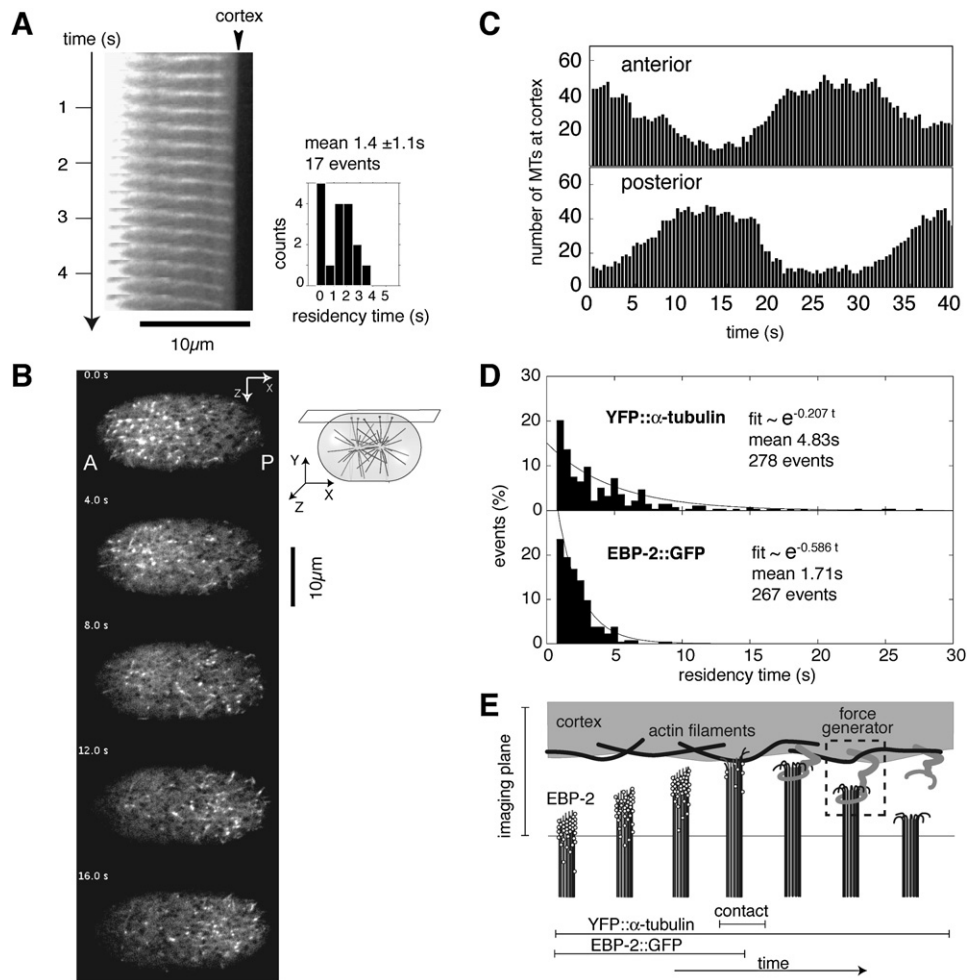 A
cortex
time (s)
1
2
3
4
10µm
mean 1.4 ±1.1s
17 events
counts
4
2
0
0 1 2 3 4 5
residency time (s)
B
0.0 s
Z
X
A
P
4.0 s
8.0 s
12.0 s
16.0 s
Y
X
Z
10µm
C
number of MTs at cortex
60
40
20
anterior
60
40
20
0
posterior
0 5 10 15 20 25 30 35 40
time (s)
D
events (%)
30
20
10
0
YFP::α-tubulin
fit ~ e-0.207 t
mean 4.83s
278 events
20
10
0
EBP-2::GFP
fit ~ e-0.586 t
mean 1.71s
267 events
0 5 10 15 20 25 30
residency time (s)
E
imaging plane
cortex
actin filaments
force
generator
EBP-2
contact
YFP::α-tubulin
EBP-2::GFP
time